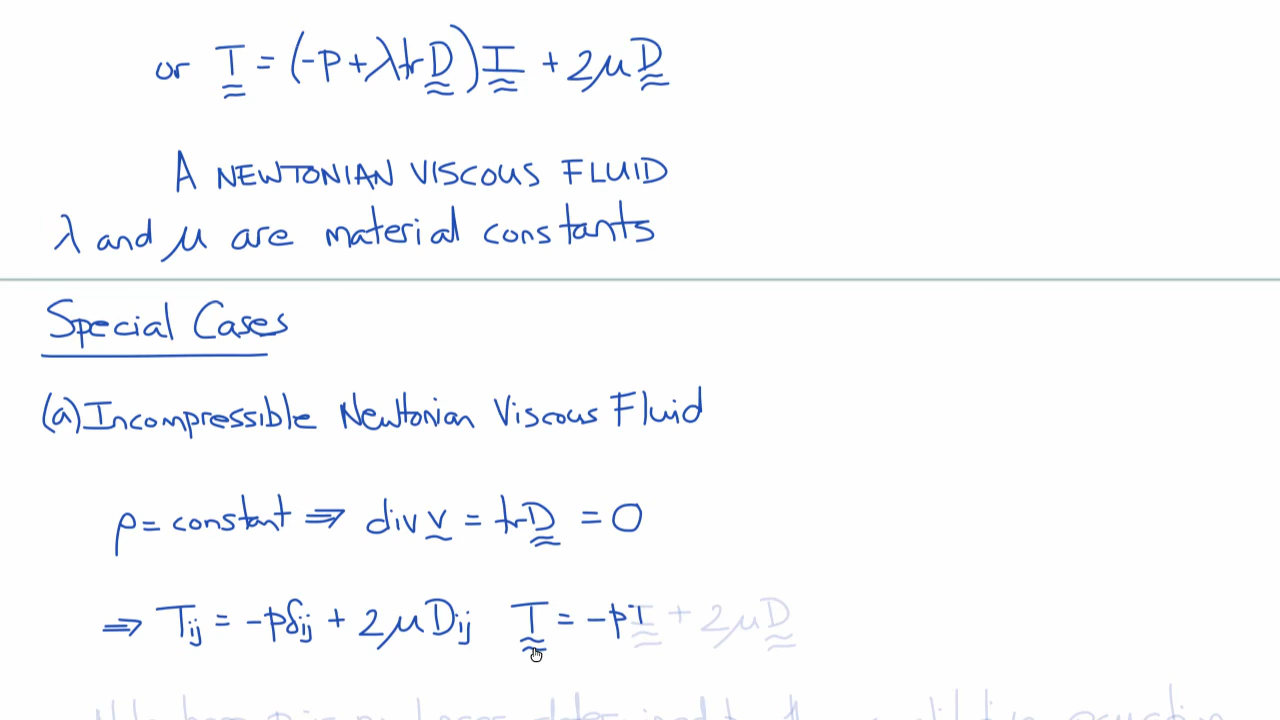 or T = (-p + λ tr D) I + 2μ D
A NEWTONIAN VISCOUS FLUID
λ and μ are material constants
Special Cases
(a) Incompressible Newtonian Viscous Fluid
ρ = constant ⇒ div v = tr D = 0
⇒ Tij = -pδij + 2μDij T = -pI + 2μD